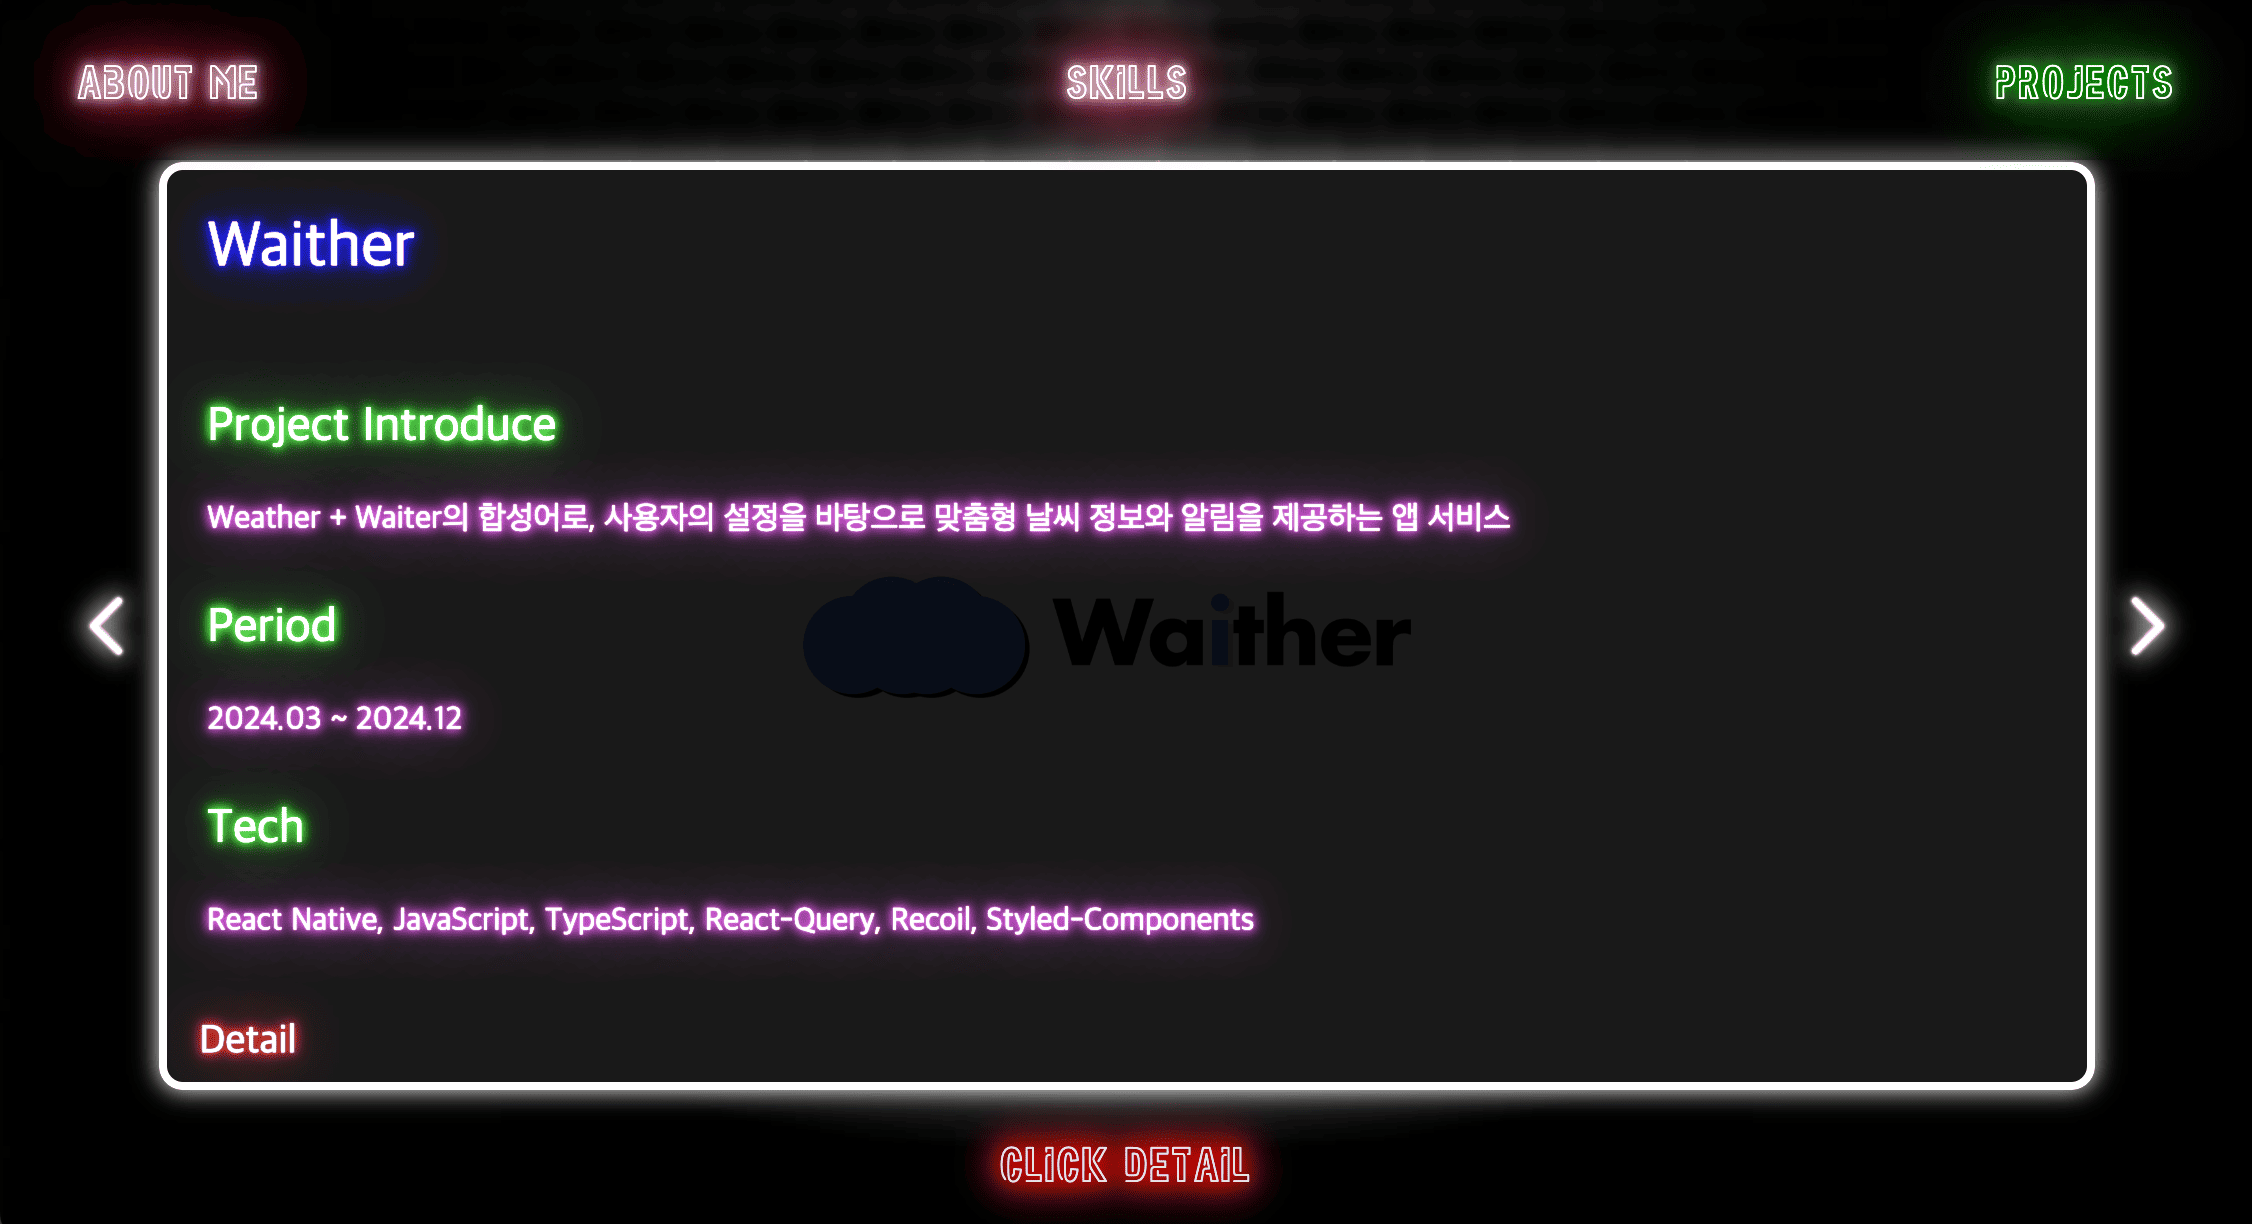 ABOUT ME
SKILLS
PROJECTS
Waither
Project Introduce
Weather + Waiter의 합성어로, 사용자의 설정을 바탕으로 맞춤형 날씨 정보와 알림을 제공하는 앱 서비스
Waither
Period
2024.03 ~ 2024.12
Tech
React Native, JavaScript, TypeScript, React-Query, Recoil, Styled-Components
Detail
CLICK DETAIL